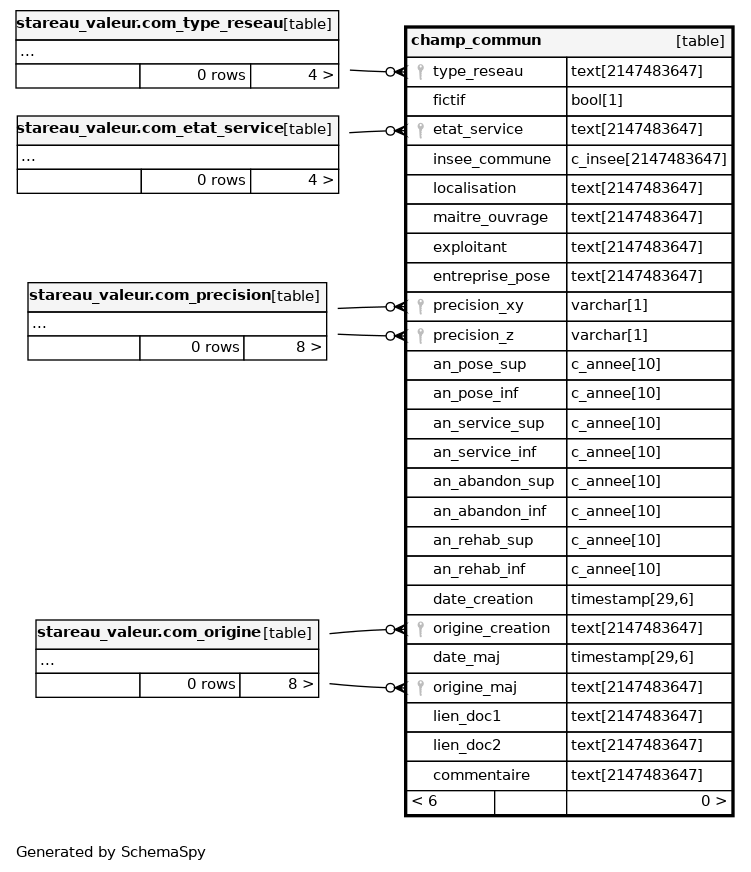 stareau_valeur.com_type_reseau[table]
...
0 rows 4 >
stareau_valeur.com_etat_service[table]
...
0 rows 4 >
stareau_valeur.com_precision[table]
...
0 rows 8 >
stareau_valeur.com_origine [table]
...
0 rows 8 >
champ_commun [table]
type_reseau text[2147483647]
fictif bool[1]
etat_service text[2147483647]
insee_commune c_insee[2147483647]
localisation text[2147483647]
maitre_ouvrage text[2147483647]
exploitant text[2147483647]
entreprise_pose text[2147483647]
precision_xy varchar[1]
precision_z varchar[1]
an_pose_sup c_annee[10]
an_pose_inf c_annee[10]
an_service_sup c_annee[10]
an_service_inf c_annee[10]
an_abandon_sup c_annee[10]
an_abandon_inf c_annee[10]
an_rehab_sup c_annee[10]
an_rehab_inf c_annee[10]
date_creation timestamp[29,6]
origine_creation text[2147483647]
date_maj timestamp[29,6]
origine_maj text[2147483647]
lien_doc1 text[2147483647]
lien_doc2 text[2147483647]
commentaire text[2147483647]
< 6 0 >
Generated by SchemaSpy